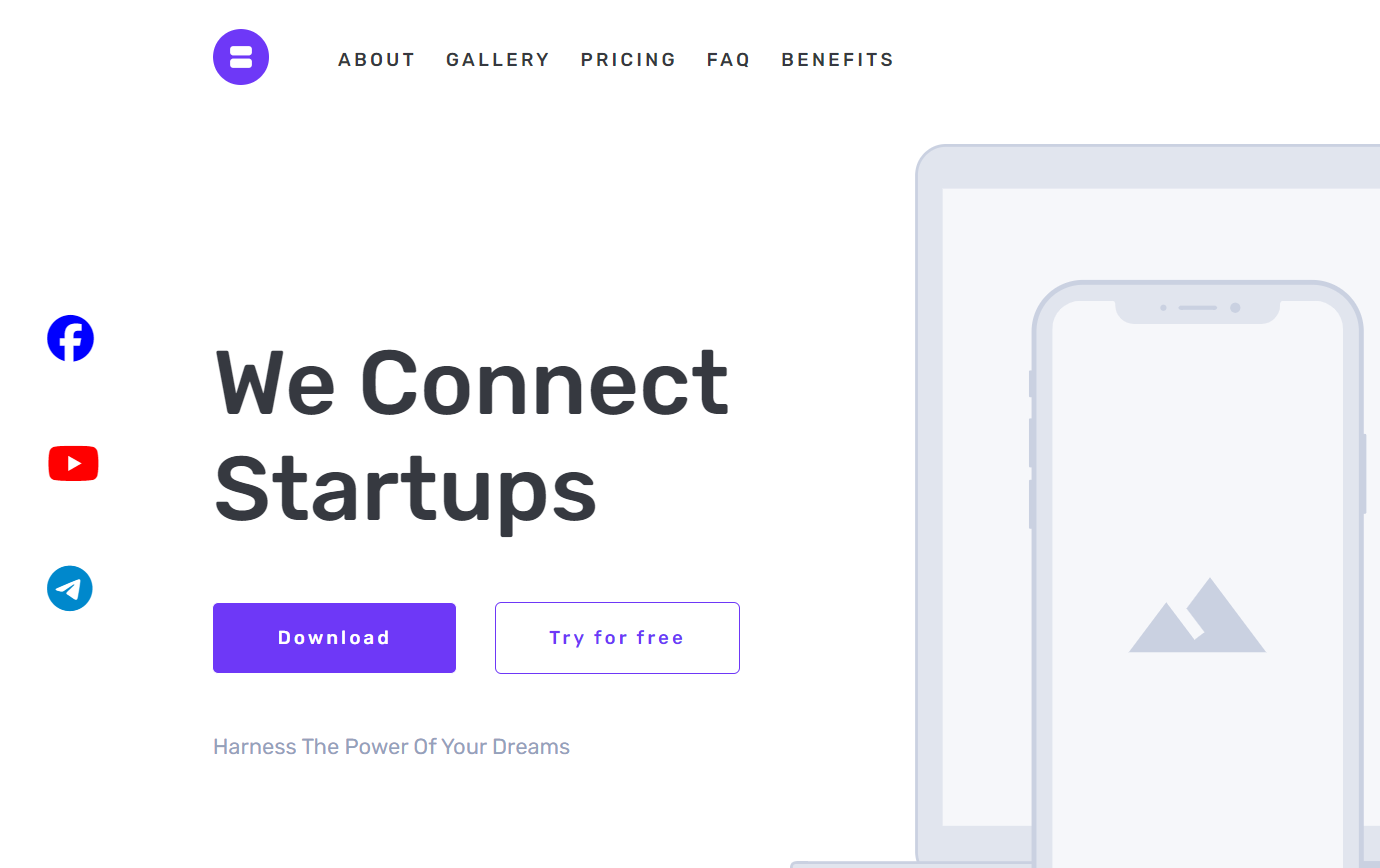 ABOUT GALLERY PRICING FAQ BENEFITS
We Connect
Startups
Download
Try for free
Harness The Power Of Your Dreams